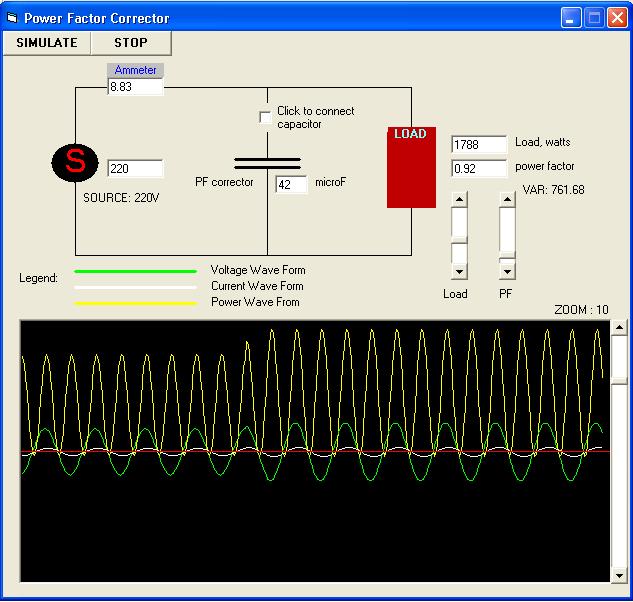 Power Factor Corrector
SIMULATE STOP
Ammeter
8.83
Click to connect
capacitor
LOAD
1788 Load, watts
S
220
0.92 power factor
PF corrector 42 microF
VAR: 761.68
SOURCE: 220V
Legend:
Voltage Wave Form
Current Wave Form
Power Wave From
Load PF
ZOOM : 10